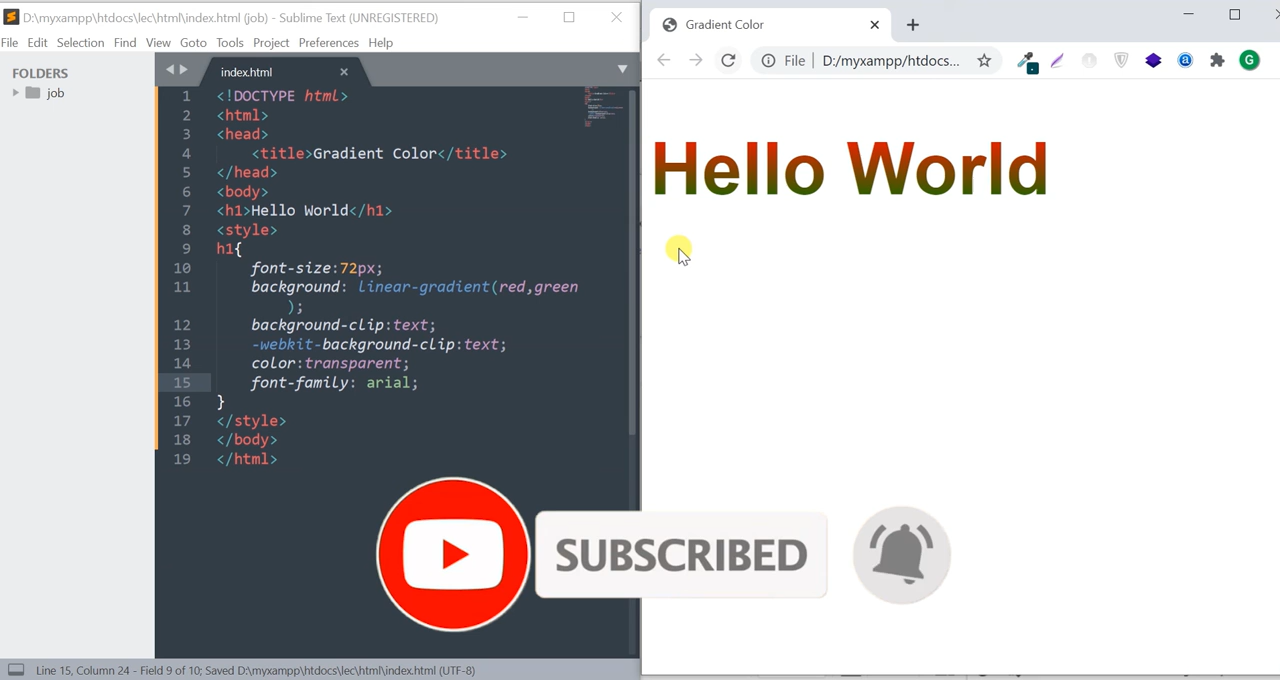 D:\myxampp\htdocs\lec\html\index.html (job) - Sublime Text (UNREGISTERED)
File Edit Selection Find View Goto Tools Project Preferences Help
FOLDERS
job
index.html
1 <!DOCTYPE html>
2 <html>
3 <head>
4 <title>Gradient Color</title>
5 </head>
6 <body>
7 <h1>Hello World</h1>
8 <style>
9 h1{
10 font-size:72px;
11 background: linear-gradient(red,green
);
12 background-clip:text;
13 -webkit-background-clip:text;
14 color:transparent;
15 font-family: arial;
16 }
17 </style>
18 </body>
19 </html>
Line 15, Column 24 - Field 9 of 10; Saved D:\myxampp\htdocs\lec\html\index.html (UTF-8)
Gradient Color
File D:/myxampp/htdocs...
a
G
Hello World
SUBSCRIBED